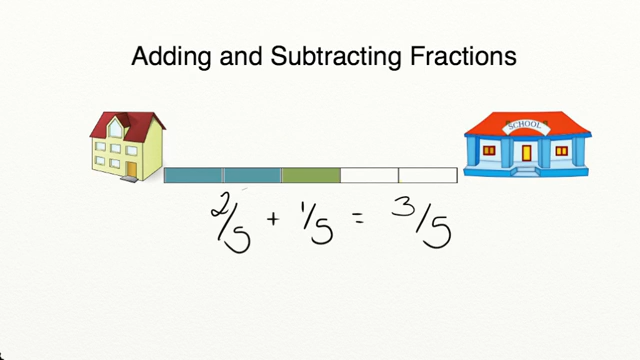 Adding and Subtracting Fractions
SCHOOL
2/5 + 1/5 = 3/5